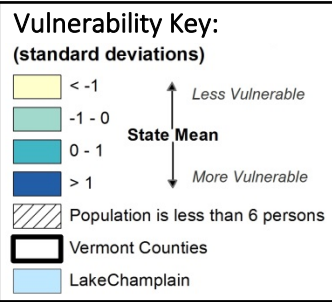 Vulnerability Key:
(standard deviations)
< -1
Less Vulnerable
-1 - 0
State Mean
0 - 1
> 1
More Vulnerable
Population is less than 6 persons
Vermont Counties
LakeChamplain